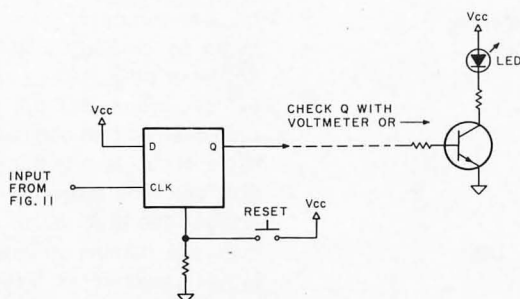 Vcc
LED
Vcc
CHECK Q WITH
VOLTMETER OR
D
Q
INPUT
FROM
FIG. 11
CLK
RESET
Vcc